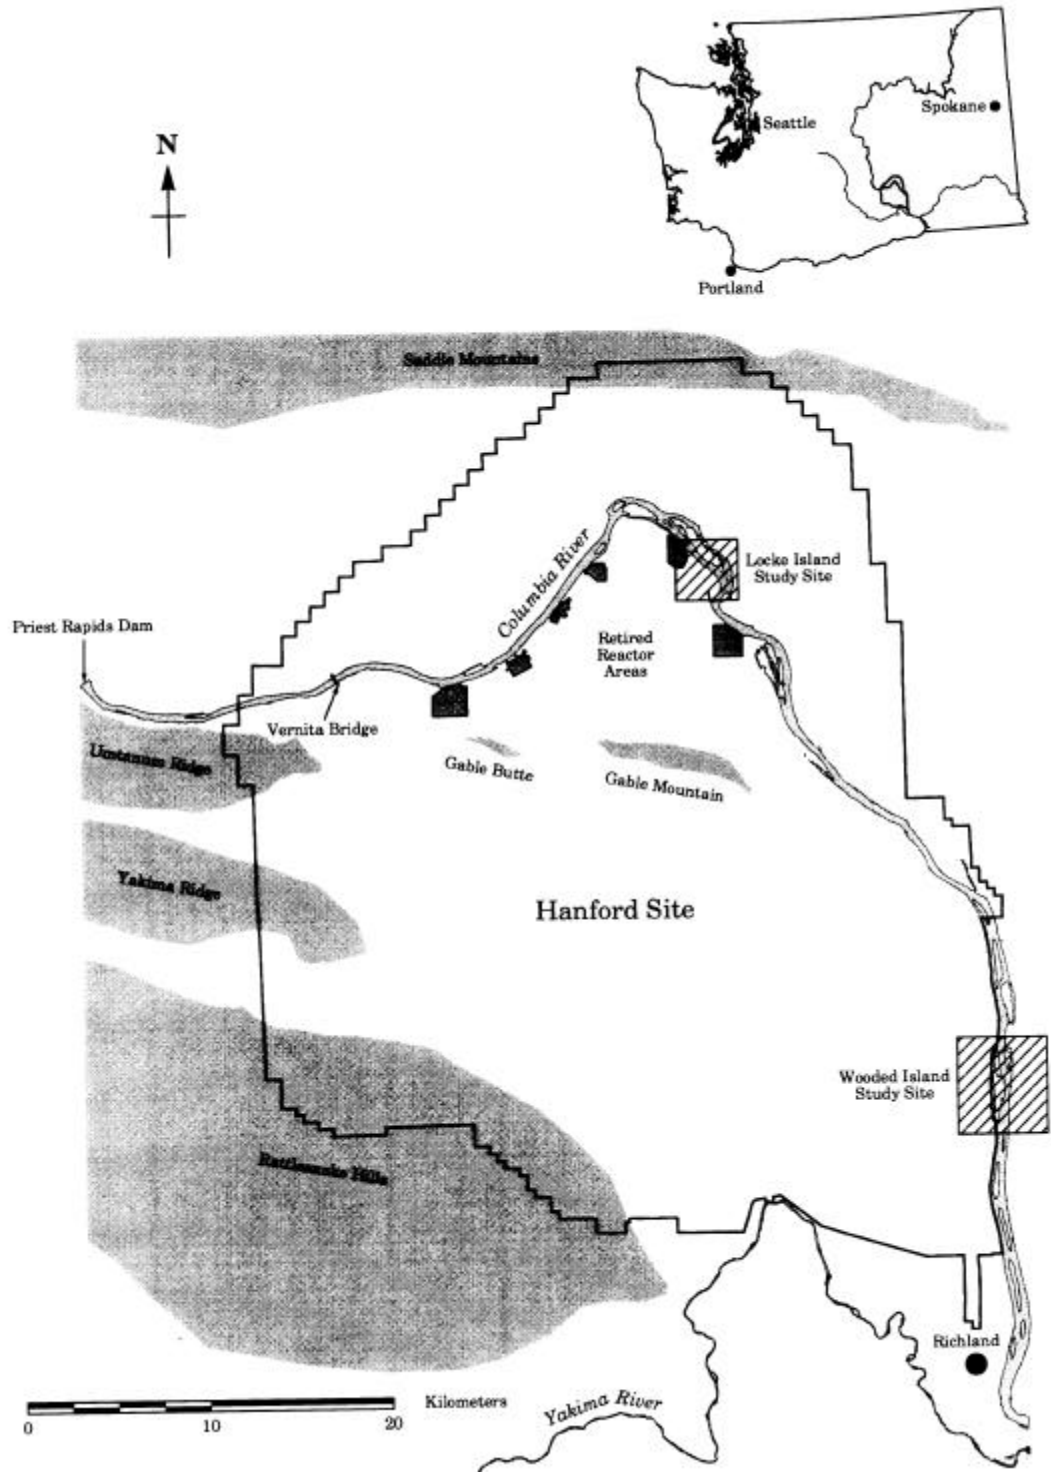 Spokane
Seattle
N
Portland
Saddle Mountains
Columbia River
Locke Island
Study Site
Priest Rapids Dam
Retired
Reactor
Areas
Vernita Bridge
Umtanum Ridge
Gable Butte
Gable Mountain
Yakima Ridge
Hanford Site
Wooded Island
Study Site
Rattlesnake Hills
Richland
Kilometers
Yakima River
0
10
20